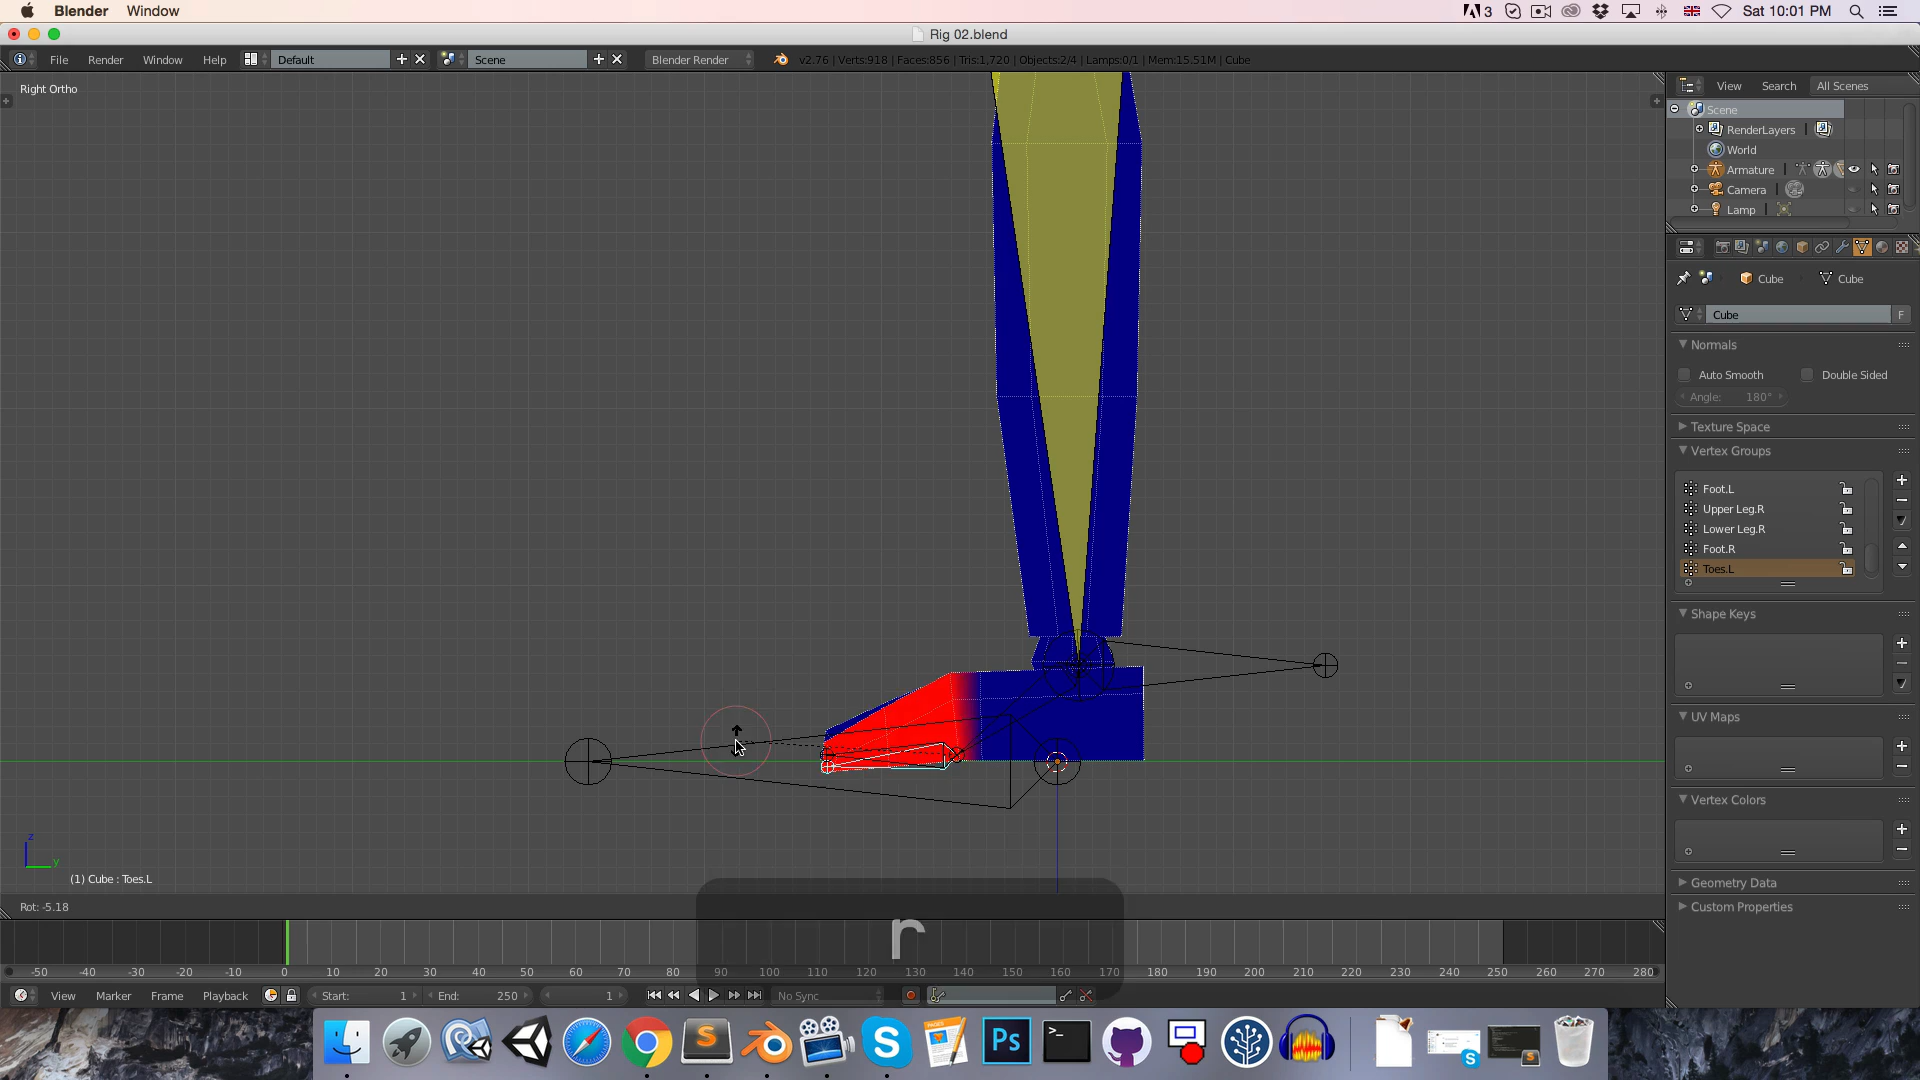 Blender Window
3 Sat 10:01 PM
Rig 02.blend
File Render Window Help Default Scene Blender Render v2.76 | Verts:918 | Faces:856 | Tris:1,720 | Objects:2/4 | Lamps:0/1 | Mem:15.51M | Cube
Right Ortho
View Search All Scenes
Scene
RenderLayers
World
Armature
Camera
Lamp
Cube Cube
Cube F
Normals
Auto Smooth Double Sided
Angle: 180°
Texture Space
Vertex Groups
Foot.L
Upper Leg.R
Lower Leg.R
Foot.R
Toes.L
Shape Keys
UV Maps
Vertex Colors
Geometry Data
Custom Properties
z
y
(1) Cube : Toes.L
Rot: -5.18
r
-50 -40 -30 -20 -10 0 10 20 30 40 50 60 70 80 90 100 110 120 130 140 150 160 170 180 190 200 210 220 230 240 250 260 270 280
View Marker Frame Playback Start: 1 End: 250 1 No Sync
PAGES
Ps